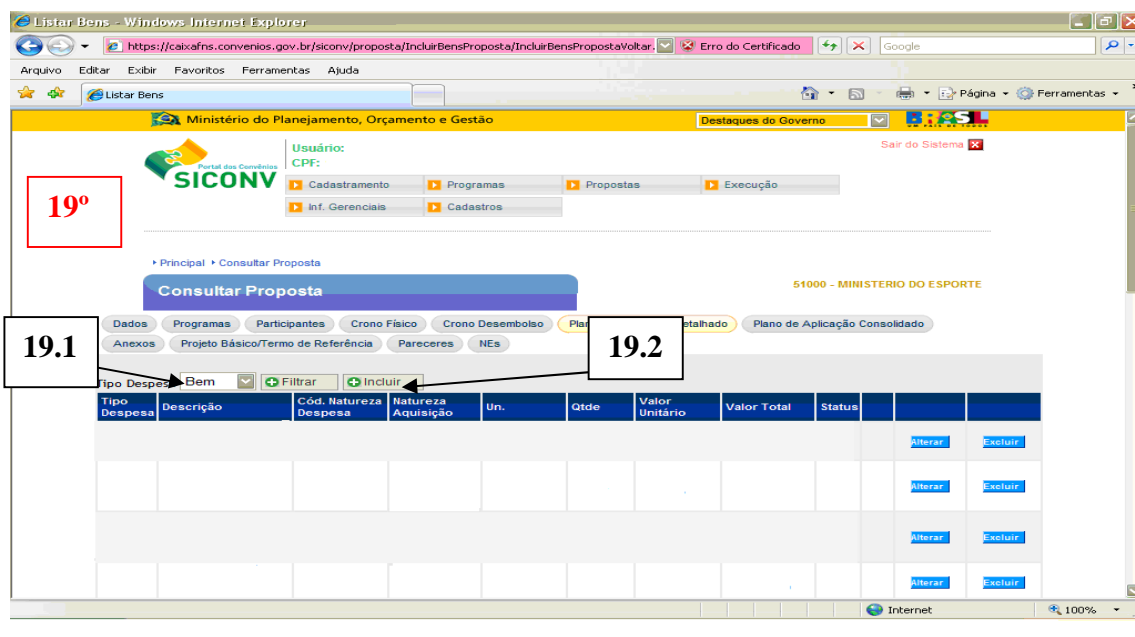 Listar Bens - Windows Internet Explorer
https://caixafns.convenios.gov.br/siconv/proposta/IncluirBensProposta/IncluirBensPropostaVoltar. Erro do Certificado Google
Arquivo Editar Exibir Favoritos Ferramentas Ajuda
Listar Bens Página Ferramentas
Ministério do Planejamento, Orçamento e Gestão Destaques do Governo BRASIL
UM PAÍS DE TODOS
Usuário: Sair do Sistema
CPF:
Portal dos Convênios
SICONV
Cadastramento Programas Propostas Execução
Inf. Gerenciais Cadastros
19º
Principal Consultar Proposta
Consultar Proposta 51000 - MINISTERIO DO ESPORTE
Dados Programas Participantes Crono Físico Crono Desembolso Plan etalhado Plano de Aplicação Consolidado
Anexos Projeto Básico/Termo de Referência Pareceres NEs
19.1 19.2
Tipo Despes Bem Filtrar Incluir
Tipo Despesa Descrição Cód. Natureza Despesa Natureza Aquisição Un. Qtde Valor Unitário Valor Total Status
Alterar Excluir
Alterar Excluir
Alterar Excluir
Alterar Excluir
Internet 100%